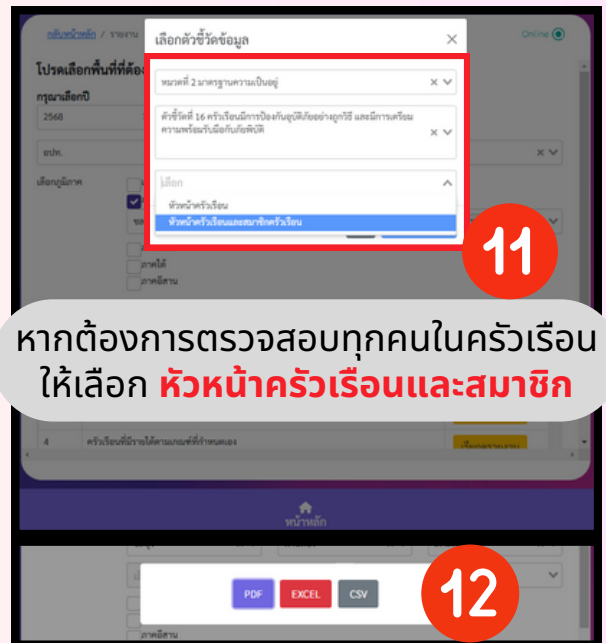 กลับหน้าหลัก / รายงาน
เลือกตัวชี้วัดข้อมูล
Online
โปรดเลือกพื้นที่ที่ต้อง
กรุณาเลือกปี
2568
หมวดที่ 2 มาตรฐานความเป็นอยู่
ตัวชี้วัดที่ 16 ครัวเรือนมีการป้องกันอุบัติภัยอย่างถูกวิธี และมีการเตรียม
ความพร้อมรับมือกับภัยพิบัติ
อปท.
เลือกภูมิภาค
เลือก
หัวหน้าครัวเรือน
หัวหน้าครัวเรือนและสมาชิกครัวเรือน
11
ภาคใต้
ภาคอีสาน
หากต้องการตรวจสอบทุกคนในครัวเรือน
ให้เลือก หัวหน้าครัวเรือนและสมาชิก
4 ครัวเรือนที่มีรายได้ตามเกณฑ์ที่กำหนดเอง
หน้าหลัก
PDF EXCEL CSV
12
ภาคอีสาน